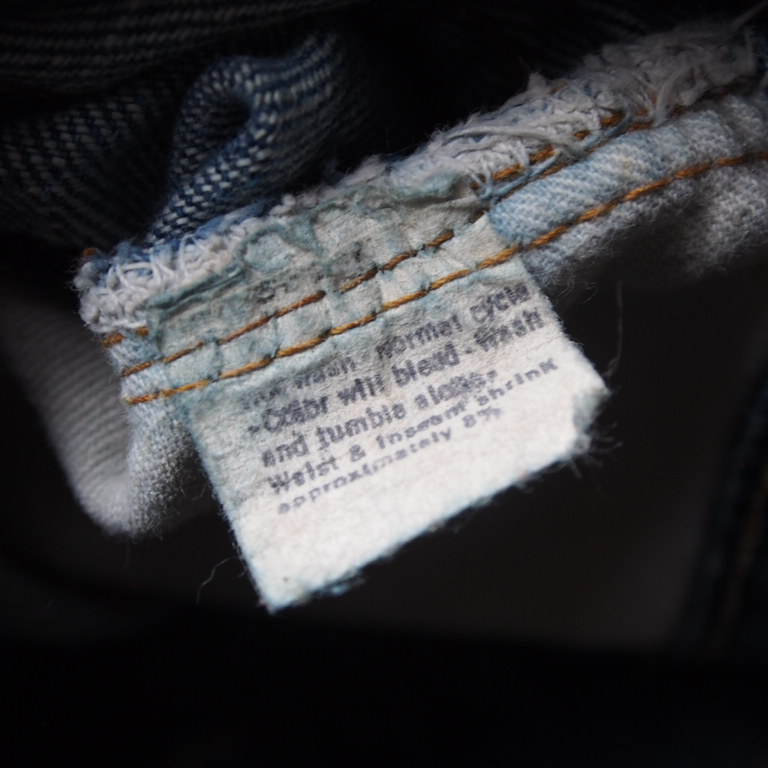 wash normal cycle
-Color will bleed-wash
and tumble alone.
Waist & Inseam shrink
approximately 8%